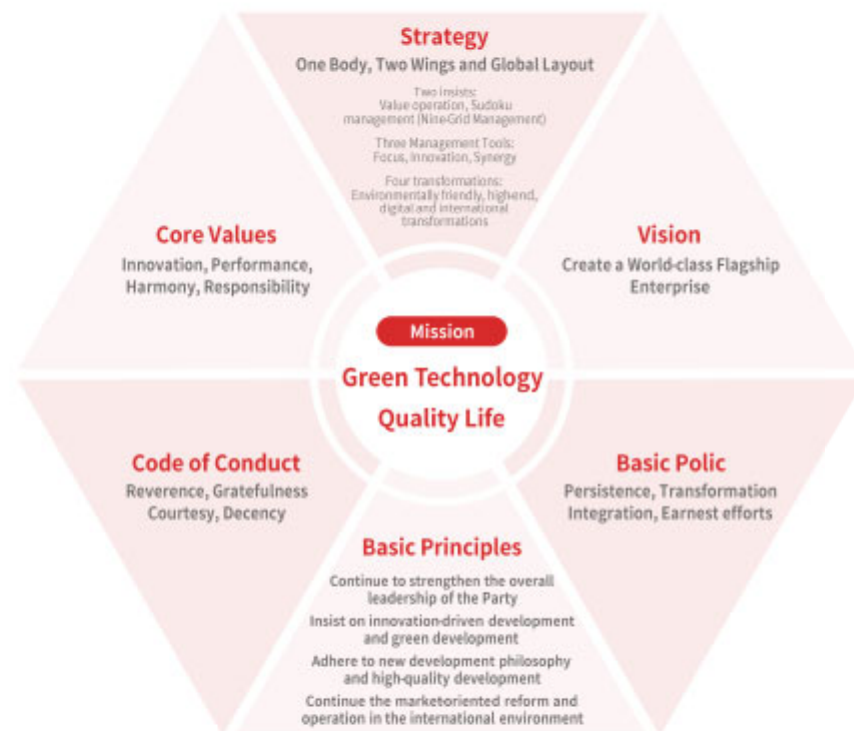 Strategy
One Body, Two Wings and Global Layout
Two insists:
Value operation, Sudoku
management (Nine-Grid Management)
Three Management Tools:
Focus, Innovation, Synergy
Four transformations:
Environmentally friendly, highend,
digital and international
transformations
Core Values
Innovation, Performance,
Harmony, Responsibility
Vision
Create a World-class Flagship
Enterprise
Mission
Green Technology
Quality Life
Code of Conduct
Reverence, Gratefulness
Courtesy, Decency
Basic Polic
Persistence, Transformation
Integration, Earnest efforts
Basic Principles
Continue to strengthen the overall
leadership of the Party
Insist on innovation-driven development
and green development
Adhere to new development philosophy
and high-quality development
Continue the marketoriented reform and
operation in the international environment